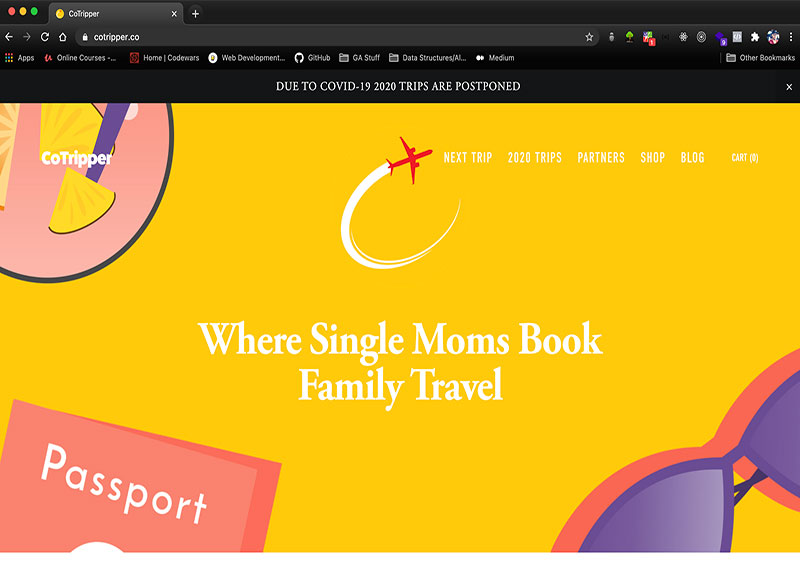 CoTripper
cotripper.co
Apps Online Courses -... Home | Codewars Web Development... GitHub GA Stuff Data Structures/Al... Medium Other Bookmarks
DUE TO COVID-19 2020 TRIPS ARE POSTPONED
CoTripper NEXT TRIP 2020 TRIPS PARTNERS SHOP BLOG CART (0)
Where Single Moms Book
Family Travel
Passport